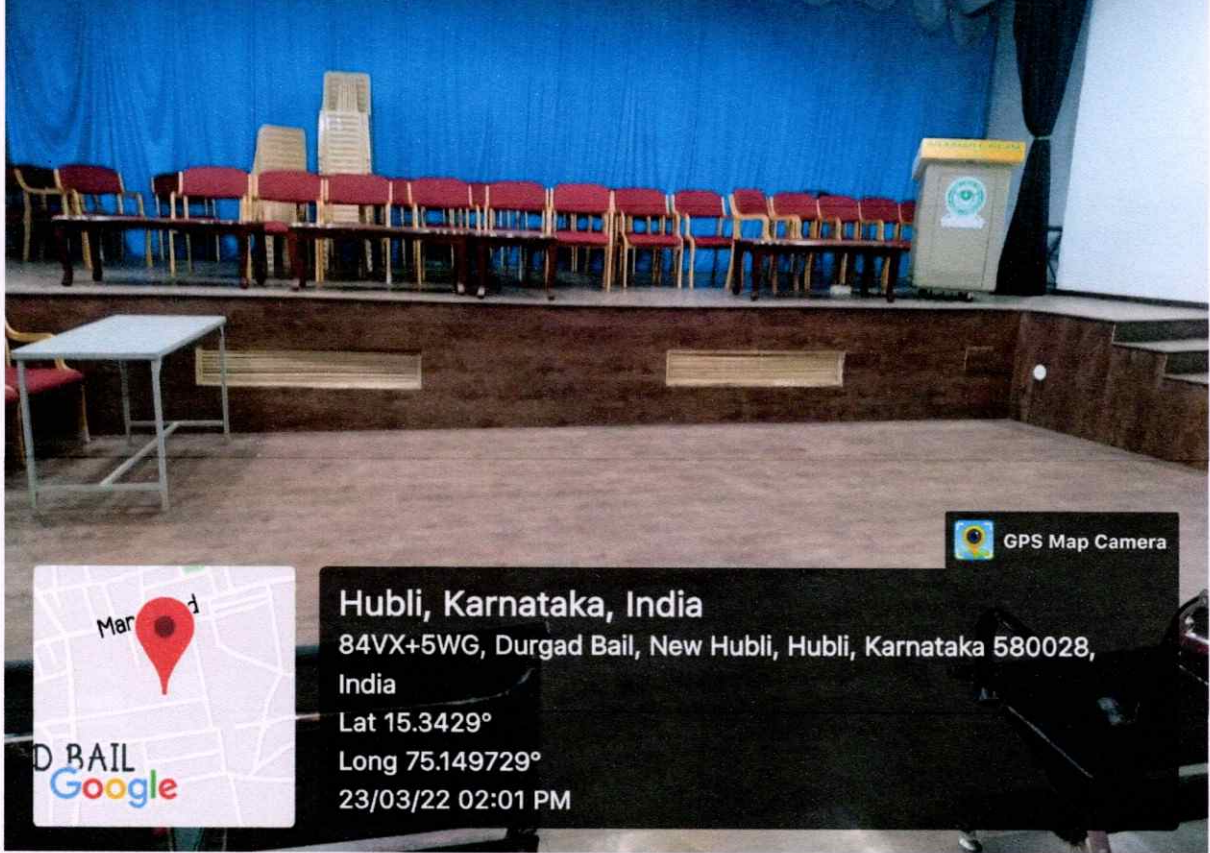 GPS Map Camera
Hubli, Karnataka, India
84VX+5WG, Durgad Bail, New Hubli, Hubli, Karnataka 580028,
India
Lat 15.3429°
Long 75.149729°
23/03/22 02:01 PM
D BAIL
Google